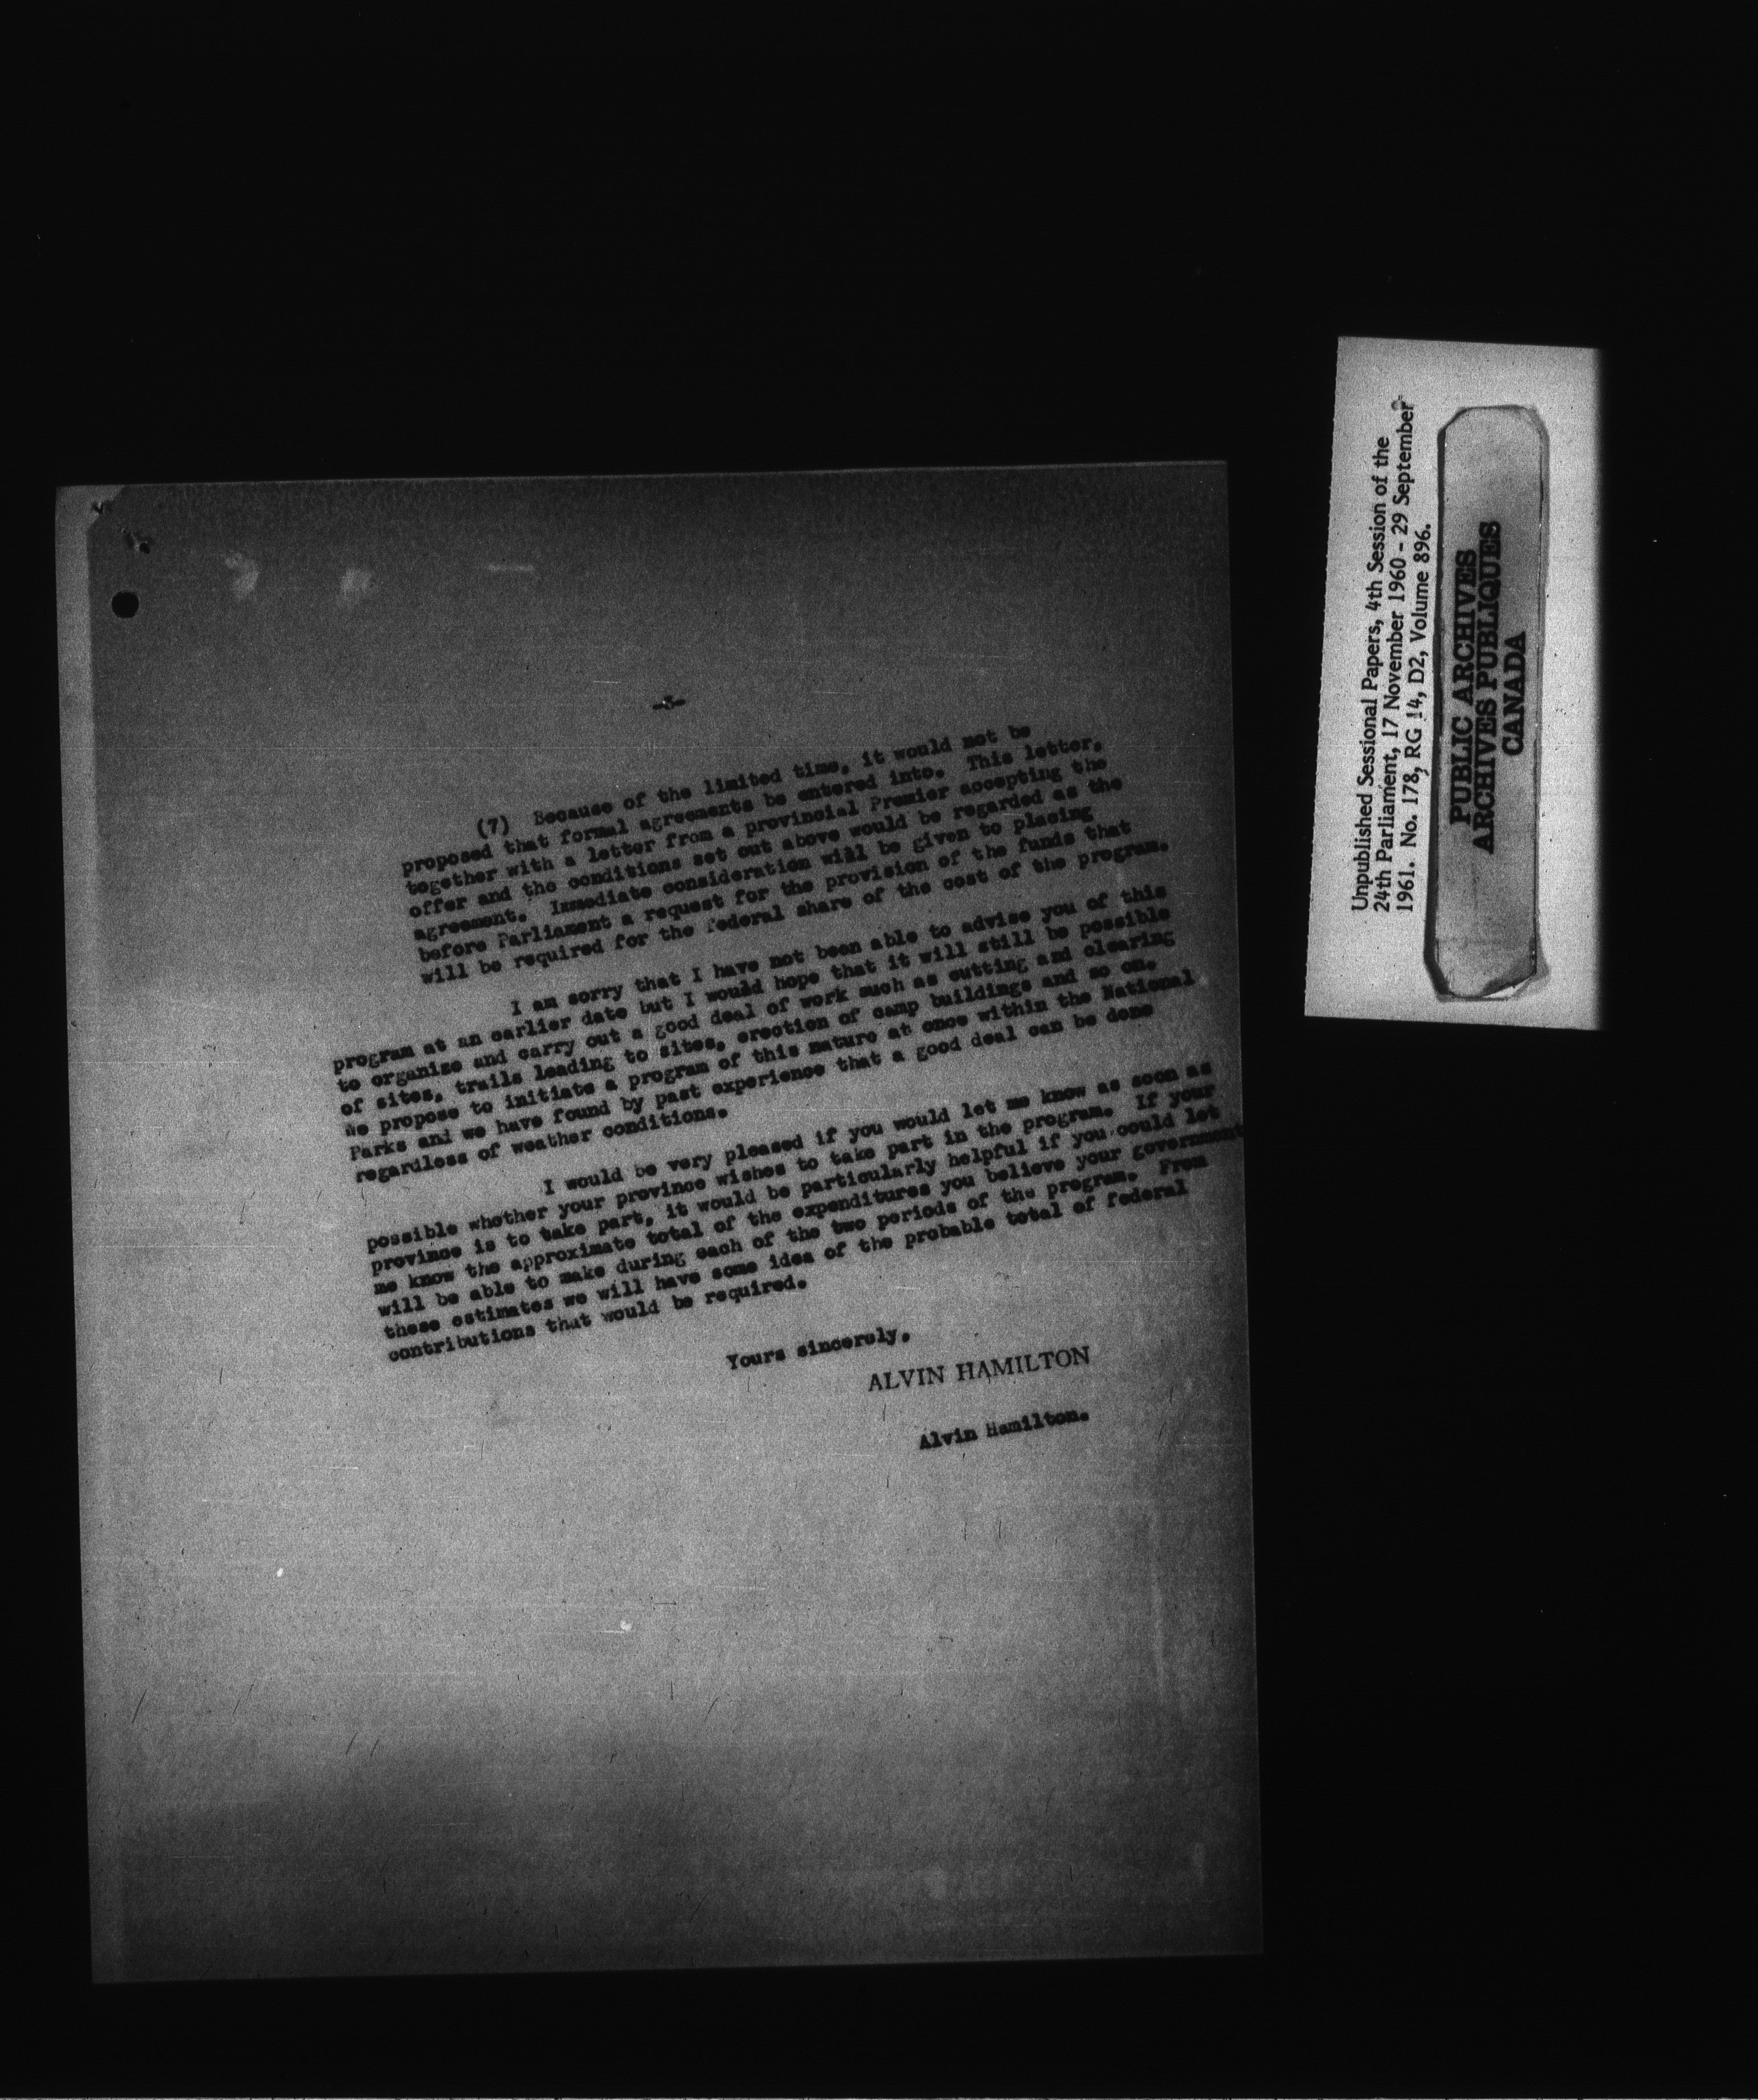 -3-
(7) Because of the limited time, it would not be
proposed that formal agreements be entered into. This letter,
together with a letter from a provincial Premier accepting the
offer and the conditions set out above would be regarded as the
agreement. Immediate consideration will be given to placing
before Parliament a request for the provision of the funds that
will be required for the federal share of the cost of the program.
I am sorry that I have not been able to advise you of this
program at an earlier date but I would hope that it will still be possible
to organize and carry out a good deal of work such as cutting and clearing
of sites, trails leading to sites, erection of camp buildings and so on.
We propose to initiate a program of this nature at once within the National
Parks and we have found by past experience that a good deal can be done
regardless of weather conditions.
I would be very pleased if you would let me know as soon as
possible whether your province wishes to take part in the program. If your
province is to take part, it would be particularly helpful if you could let
me know the approximate total of the expenditures you believe your government
will be able to make during each of the two periods of the program. From
these estimates we will have some idea of the probable total of federal
contributions that would be required.
Yours sincerely,
ALVIN HAMILTON
Alvin Hamilton.
Unpublished Sessional Papers, 4th Session of the
24th Parliament, 17 November 1960 - 29 September
1961. No. 178, RG 14, D2, Volume 896.
PUBLIC ARCHIVES
ARCHIVES PUBLIQUES
CANADA